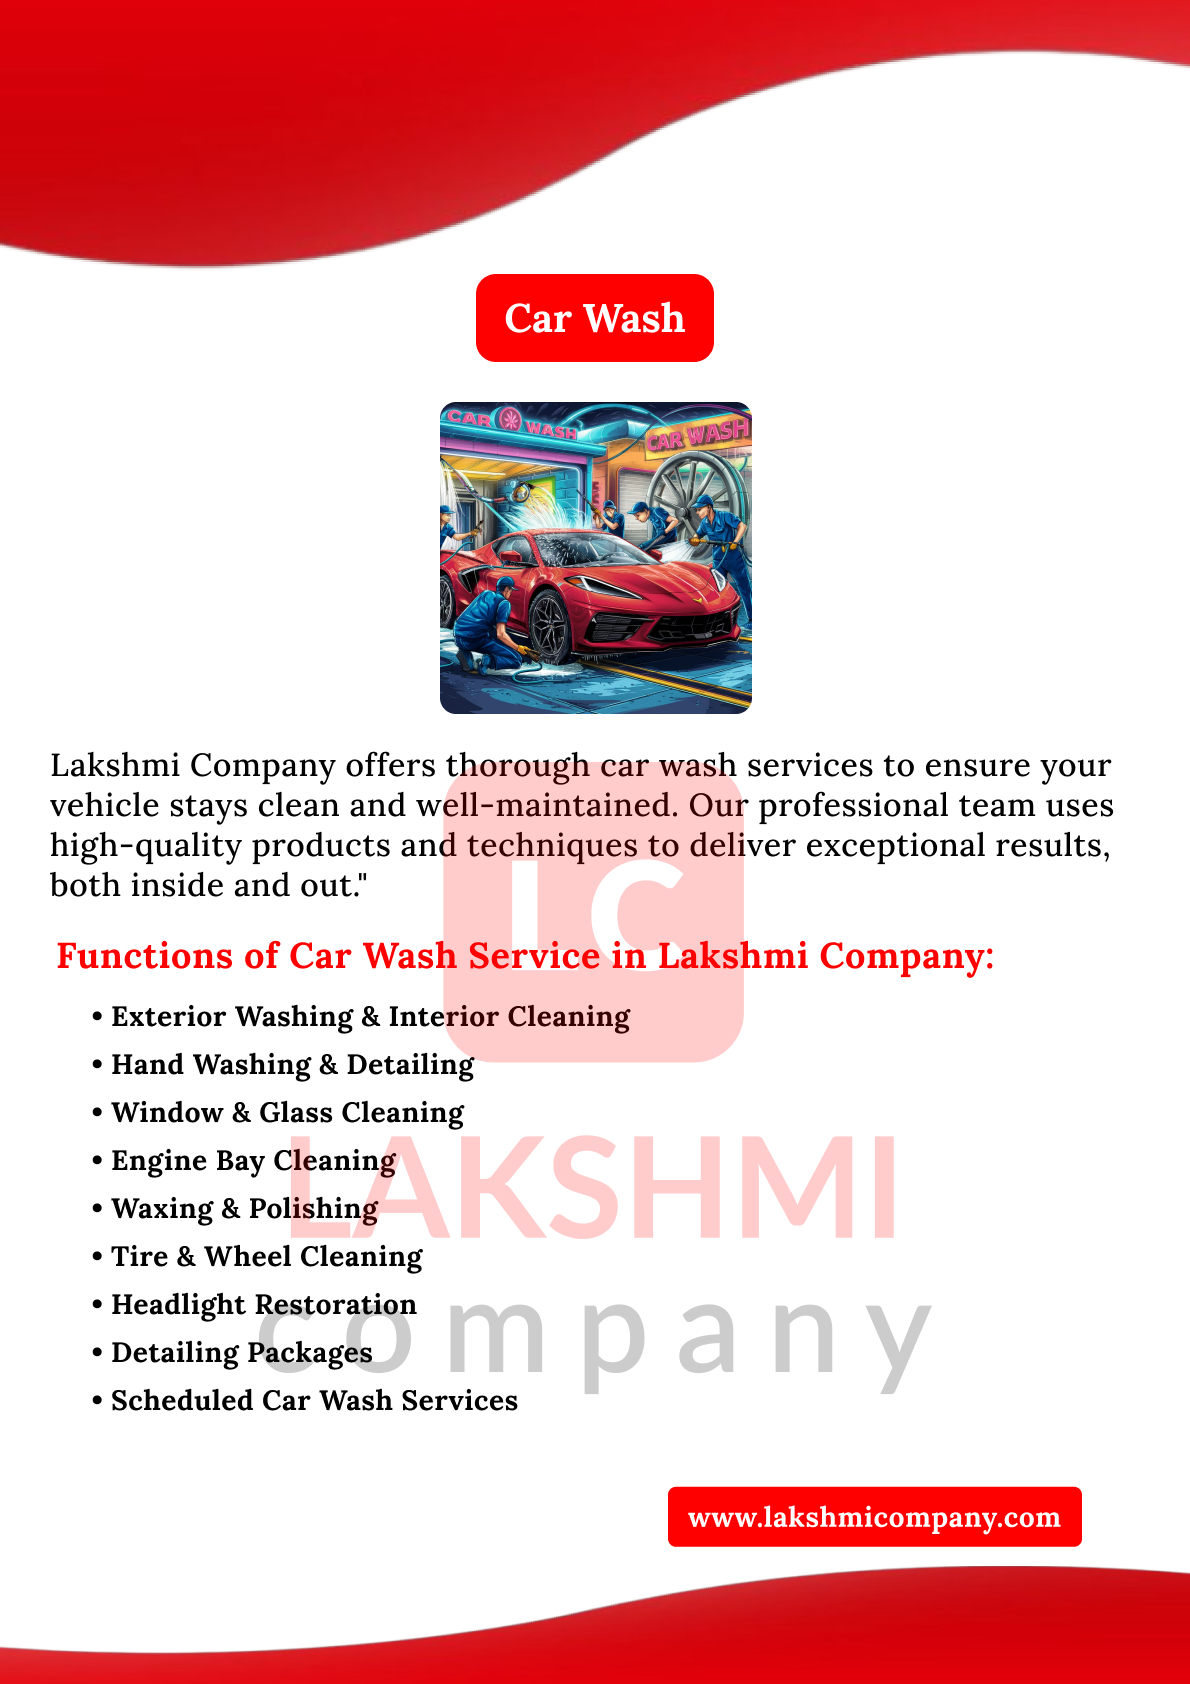 Car Wash
CAR WASH
CAR WASH
Lakshmi Company offers thorough car wash services to ensure your
vehicle stays clean and well-maintained. Our professional team uses
high-quality products and techniques to deliver exceptional results,
both inside and out."
LC
Functions of Car Wash Service in Lakshmi Company:
• Exterior Washing & Interior Cleaning
• Hand Washing & Detailing
• Window & Glass Cleaning
• Engine Bay Cleaning
LAKSHMI
• Waxing & Polishing
• Tire & Wheel Cleaning
• Headlight Restoration
company
• Detailing Packages
• Scheduled Car Wash Services
www.lakshmicompany.com